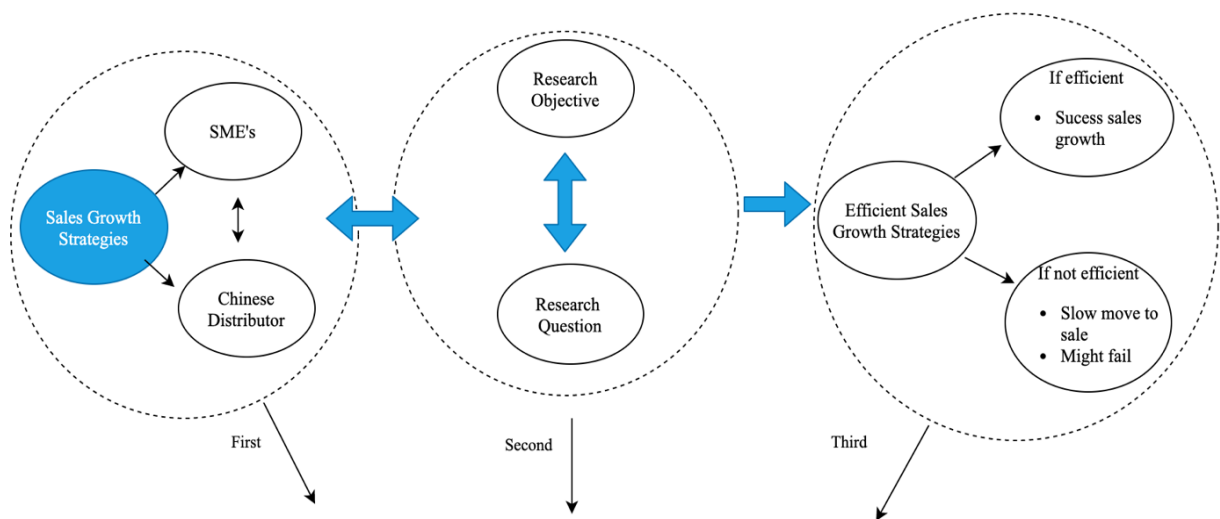 SME's
Sales Growth
Strategies
Chinese
Distributor
First
Research
Objective
Research
Question
Second
If efficient
• Sucess sales
growth
Efficient Sales
Growth Strategies
If not efficient
• Slow move to
sale
• Might fail
Third